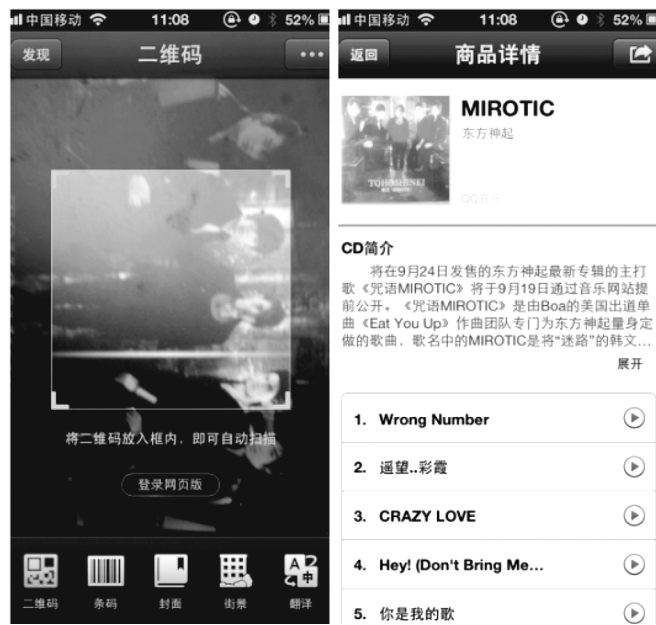 中国移动 11:08 52%
发现 二维码
将二维码放入框内，即可自动扫描
登录网页版
二维码 条码 封面 街景 翻译
中国移动 11:08 52%
返回 商品详情
MIROTIC
东方神起
TOHOSHINKI
QQ音乐
CD简介
将在9月24日发售的东方神起最新专辑的主打
歌《咒语MIROTIC》将于9月19日通过音乐网站提
前公开。《咒语MIROTIC》是由Boa的美国出道单
曲《Eat You Up》作曲团队专门为东方神起量身定
做的歌曲，歌名中的MIROTIC是将“迷路”的韩文...
展开
1. Wrong Number
2. 遥望..彩霞
3. CRAZY LOVE
4. Hey! (Don't Bring Me...
5. 你是我的歌